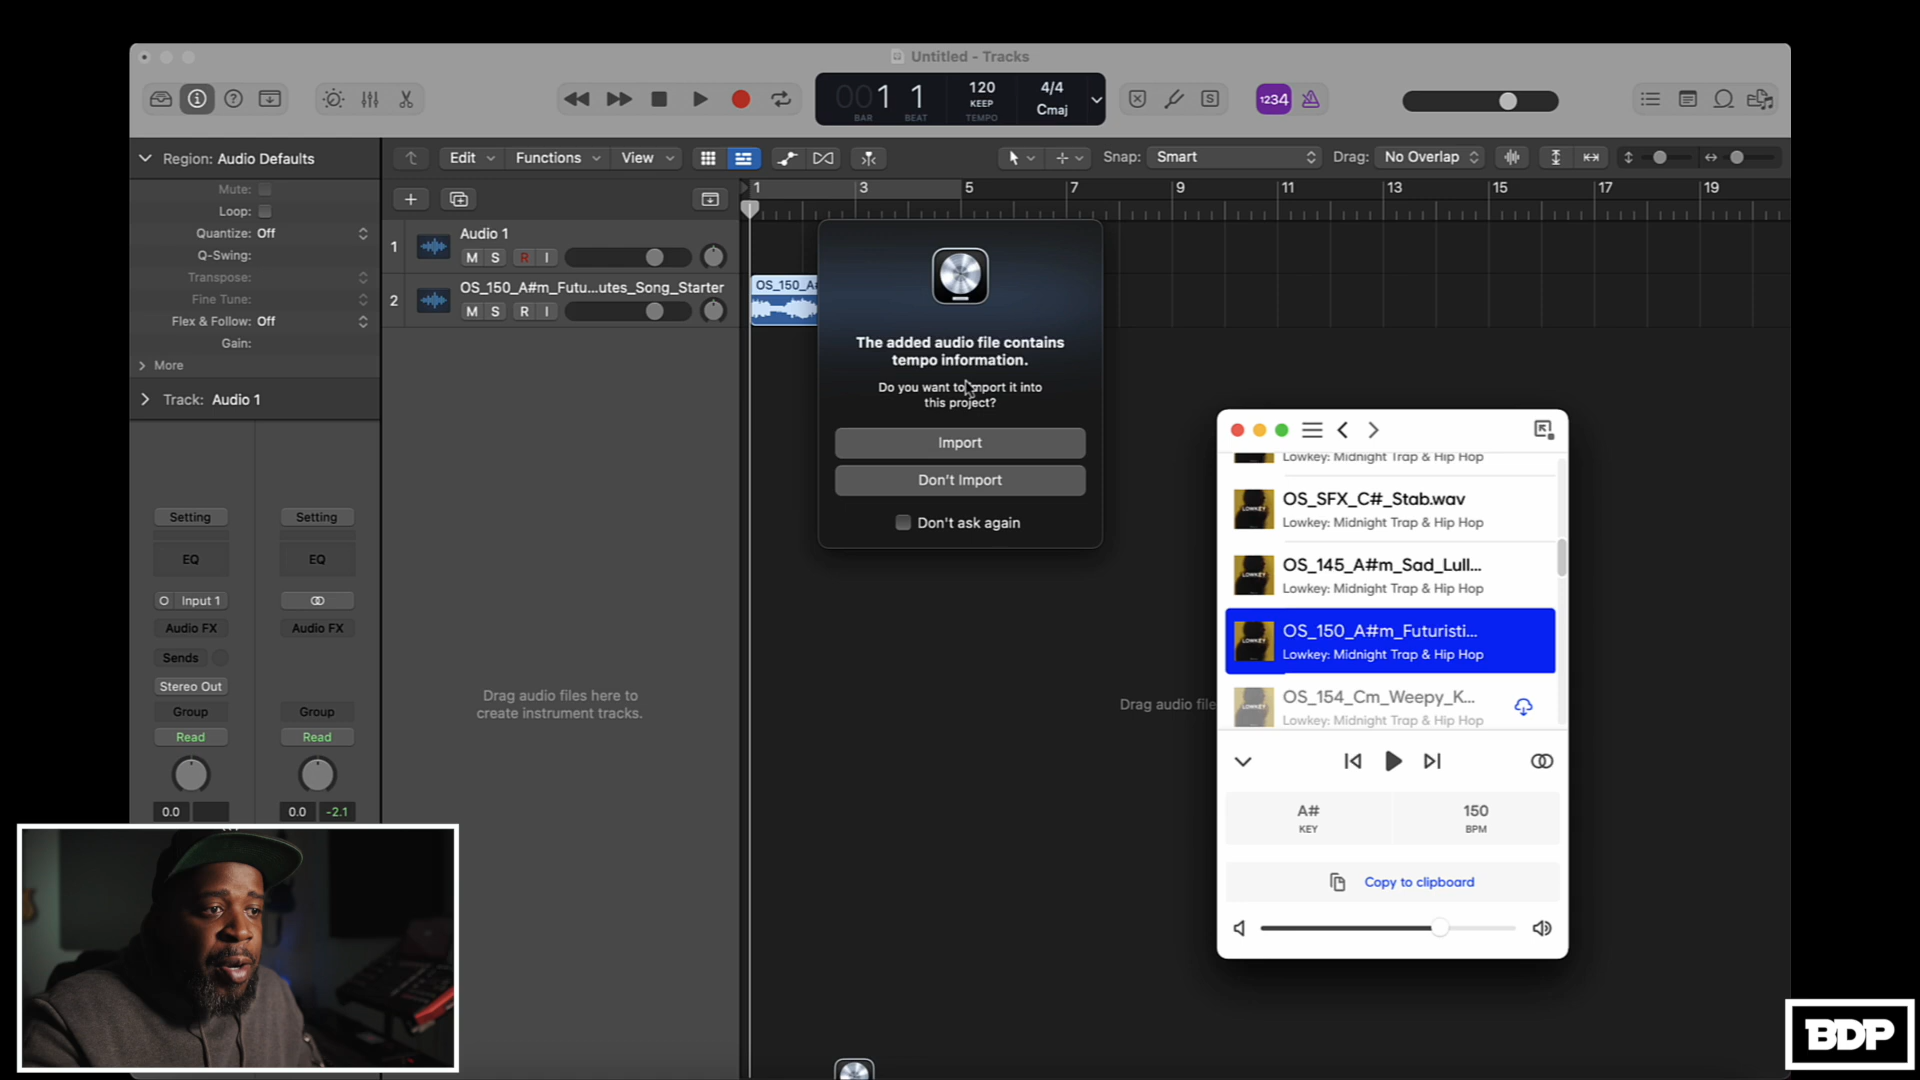 Untitled - Tracks
001 1
BAR BEAT
120
KEEP
TEMPO
4/4
Cmaj
1234
S
Region: Audio Defaults
Mute:
Loop:
Quantize: Off
Q-Swing:
Transpose:
Fine Tune:
Flex & Follow: Off
Gain:
More
Track: Audio 1
Edit
Functions
View
Snap: Smart
Drag: No Overlap
1 3 5 7 9 11 13 15 17 19
1
Audio 1
M S R I
2
OS_150_A#m_Futu...utes_Song_Starter
M S R I
OS_150_A#
The added audio file contains
tempo information.
Do you want to import it into
this project?
Import
Don't Import
Don't ask again
Setting Setting
EQ EQ
Input 1
Audio FX Audio FX
Sends
Stereo Out
Group Group
Read Read
0.0 0.0 -2.1
Drag audio files here to
create instrument tracks.
Drag audio file
Lowkey: Midnight Trap & Hip Hop
OS_SFX_C#_Stab.wav
Lowkey: Midnight Trap & Hip Hop
OS_145_A#m_Sad_Lull...
Lowkey: Midnight Trap & Hip Hop
OS_150_A#m_Futuristi...
Lowkey: Midnight Trap & Hip Hop
OS_154_Cm_Weepy_K...
Lowkey: Midnight Trap & Hip Hop
LOWKEY
LOWKEY
LOWKEY
LOWKEY
A#
KEY
150
BPM
Copy to clipboard
BDP